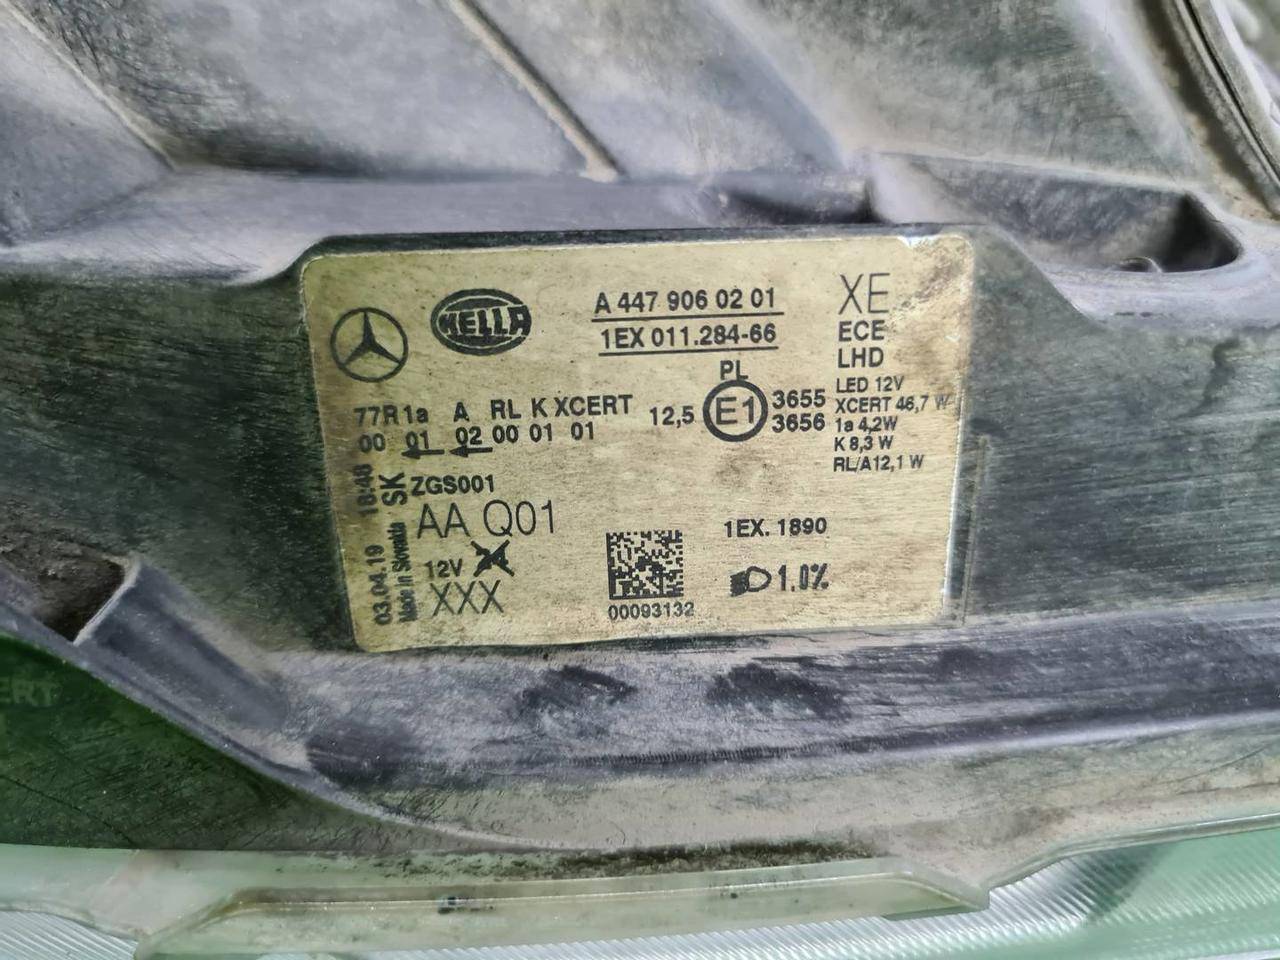 HELLA
A 447 906 02 01
1EX 011.284-66
XE
ECE
LHD
LED 12V
XCERT 46,7 W
1a 4,2W
K 8,3 W
RL/A12,1 W
PL
77R1a A RL K XCERT 12,5 E1 3655
3656
00 01 02 00 01 01
ZGS001
AA Q01
12V
XXX
03.04.19 18:48
Made in Slovakia SK
00093132
1EX. 1890
1,0%
ERT